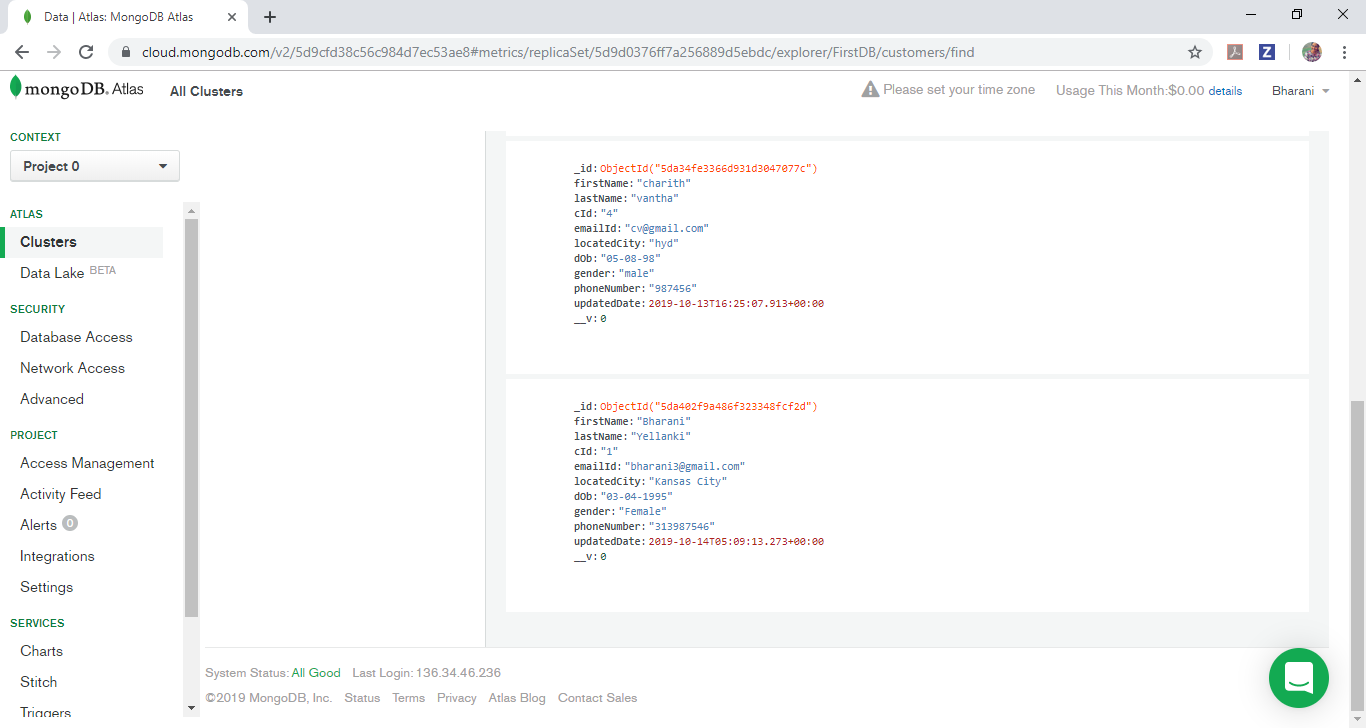 Data | Atlas: MongoDB Atlas
cloud.mongodb.com/v2/5d9cfd38c56c984d7ec53ae8#metrics/replicaSet/5d9d0376ff7a256889d5ebdc/explorer/FirstDB/customers/find
Z
mongoDB. Atlas
All Clusters
Please set your time zone
Usage This Month:$0.00 details
Bharani
CONTEXT
Project 0
ATLAS
Clusters
Data Lake BETA
SECURITY
Database Access
Network Access
Advanced
PROJECT
Access Management
Activity Feed
Alerts 0
Integrations
Settings
SERVICES
Charts
Stitch
Triggers
_id: ObjectId("5da34fe3366d931d3047077c")
firstName: "charith"
lastName: "vantha"
cId: "4"
emailId: "cv@gmail.com"
locatedCity: "hyd"
dOb: "05-08-98"
gender: "male"
phoneNumber: "987456"
updatedDate: 2019-10-13T16:25:07.913+00:00
__v: 0
_id: ObjectId("5da402f9a486f323348fcf2d")
firstName: "Bharani"
lastName: "Yellanki"
cId: "1"
emailId: "bharani3@gmail.com"
locatedCity: "Kansas City"
dOb: "03-04-1995"
gender: "Female"
phoneNumber: "313987546"
updatedDate: 2019-10-14T05:09:13.273+00:00
__v: 0
System Status: All Good Last Login: 136.34.46.236
©2019 MongoDB, Inc. Status Terms Privacy Atlas Blog Contact Sales